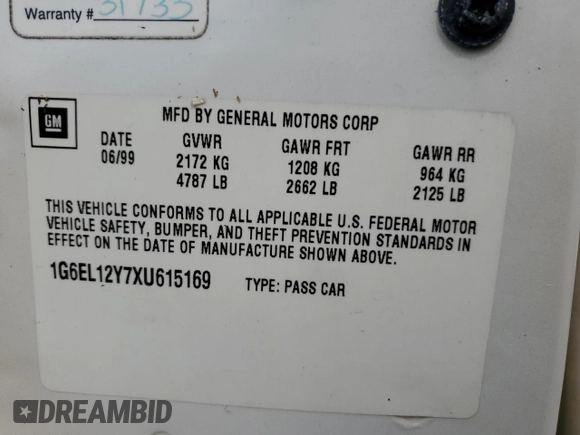 Warranty # 31733
GM
MFD BY GENERAL MOTORS CORP
DATE GVWR GAWR FRT GAWR RR
06/99 2172 KG 1208 KG 964 KG
4787 LB 2662 LB 2125 LB
THIS VEHICLE CONFORMS TO ALL APPLICABLE U.S. FEDERAL MOTOR
VEHICLE SAFETY, BUMPER, AND THEFT PREVENTION STANDARDS IN
EFFECT ON THE DATE OF MANUFACTURE SHOWN ABOVE.
1G6EL12Y7XU615169 TYPE: PASS CAR
DREAMBID